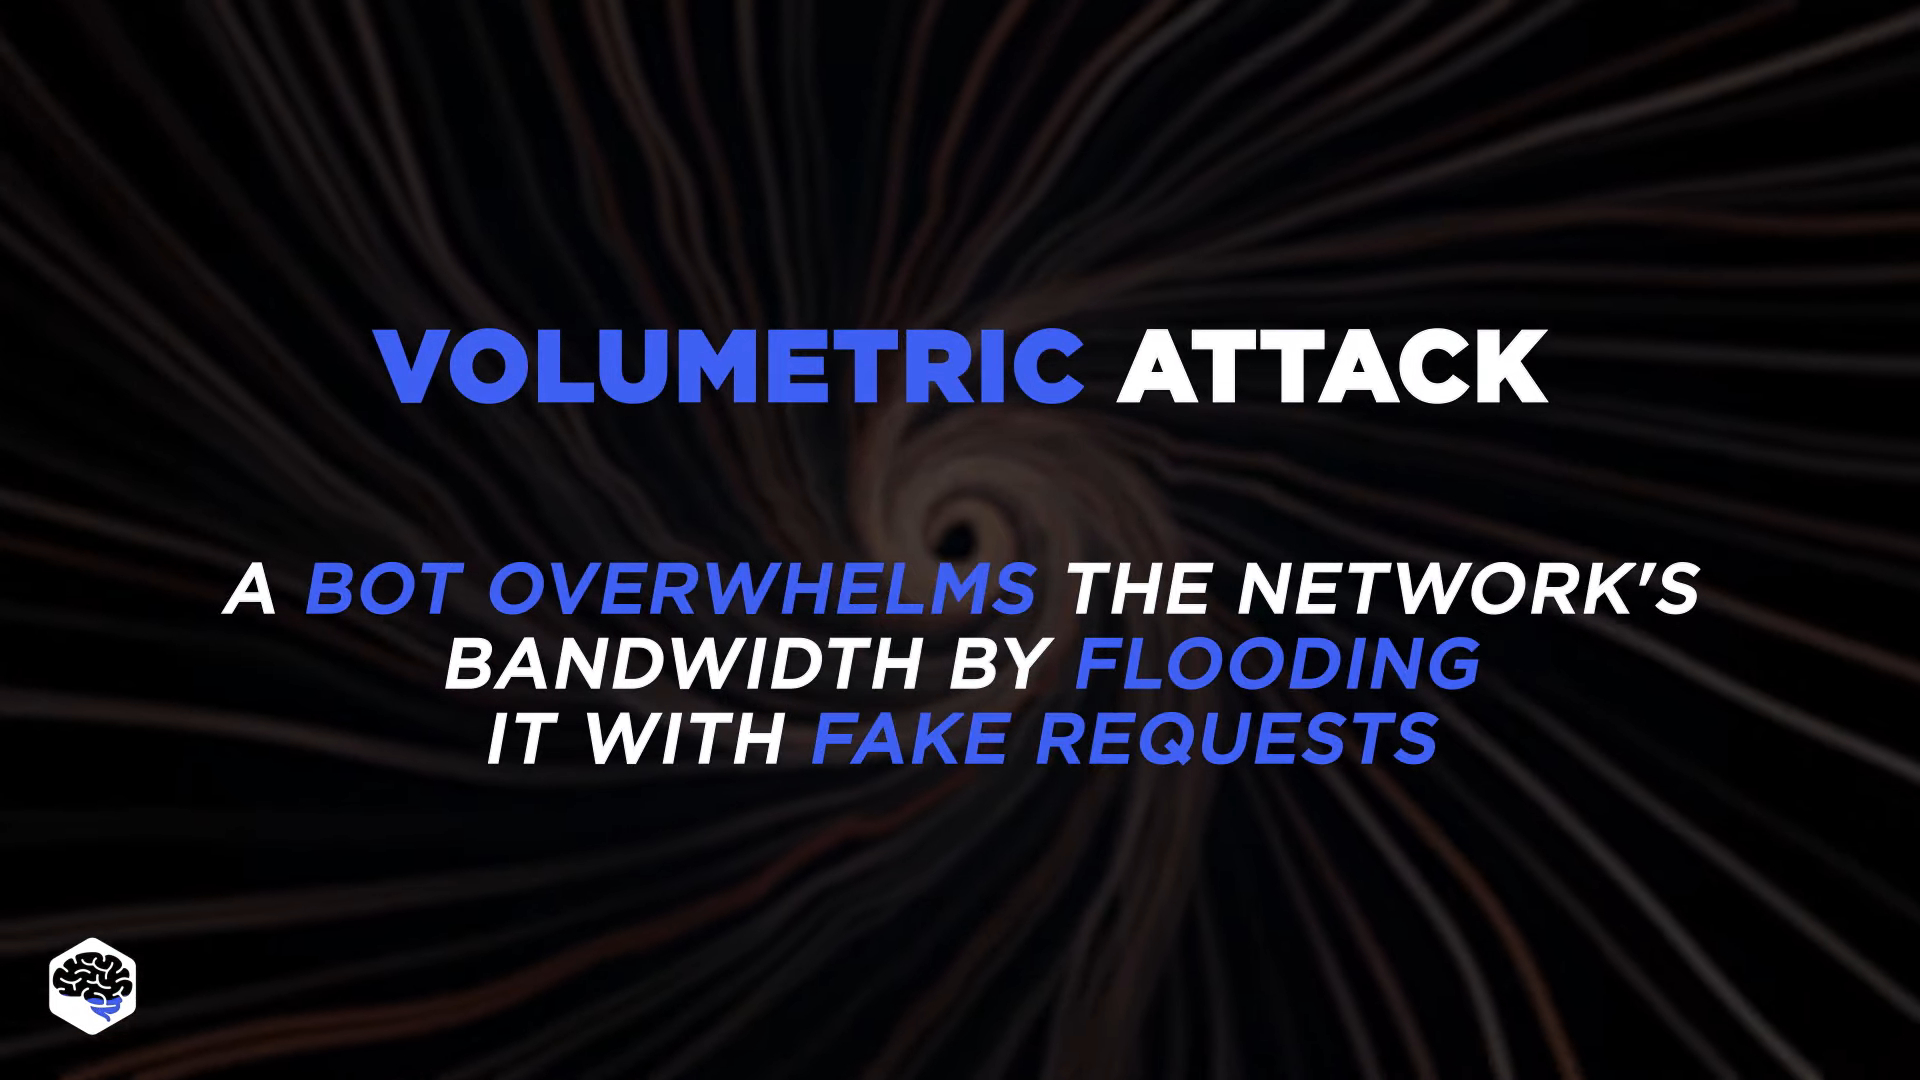 VOLUMETRIC ATTACK
A BOT OVERWHELMS THE NETWORK'S
BANDWIDTH BY FLOODING
IT WITH FAKE REQUESTS